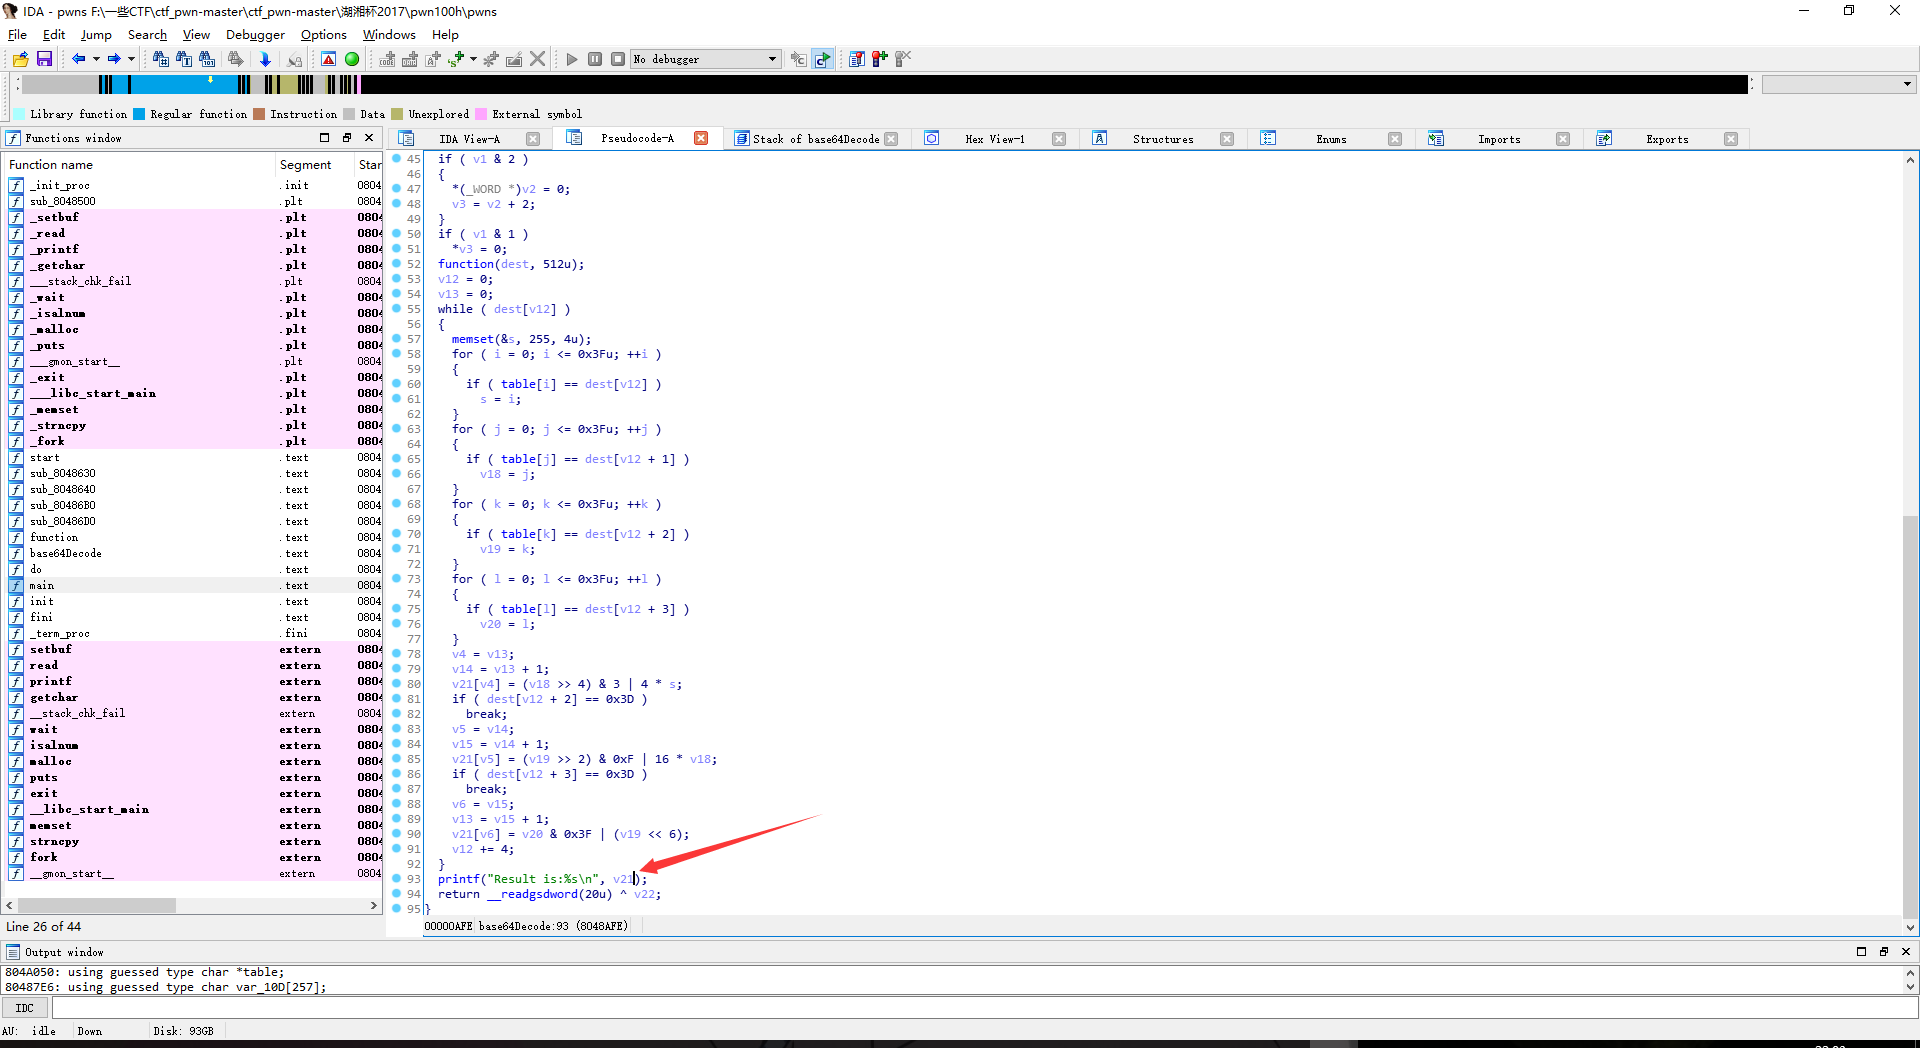 IDA - pwns F:\一些CTF\ctf_pwn-master\ctf_pwn-master\湖湘杯2017\pwn100h\pwns
File Edit Jump Search View Debugger Options Windows Help
No debugger
Library function Regular function Instruction Data Unexplored External symbol
Functions window
IDA View-A Pseudocode-A Stack of base64Decode Hex View-1 Structures Enums Imports Exports
Function name Segment Star
_init_proc .init 0804
sub_8048500 .plt 0804
_setbuf .plt 0804
_read .plt 0804
_printf .plt 0804
_getchar .plt 0804
___stack_chk_fail .plt 0804
_wait .plt 0804
_isalnum .plt 0804
_malloc .plt 0804
_puts .plt 0804
___gmon_start__ .plt 0804
_exit .plt 0804
___libc_start_main .plt 0804
_memset .plt 0804
_strncpy .plt 0804
_fork .plt 0804
start .text 0804
sub_8048630 .text 0804
sub_8048640 .text 0804
sub_80486B0 .text 0804
sub_80486D0 .text 0804
function .text 0804
base64Decode .text 0804
do .text 0804
main .text 0804
init .text 0804
fini .text 0804
_term_proc .fini 0804
setbuf extern 0804
read extern 0804
printf extern 0804
getchar extern 0804
__stack_chk_fail extern 0804
wait extern 0804
isalnum extern 0804
malloc extern 0804
puts extern 0804
exit extern 0804
__libc_start_main extern 0804
memset extern 0804
strncpy extern 0804
fork extern 0804
__gmon_start__ extern 0804
Line 26 of 44
45 if ( v1 & 2 )
46 {
47 *(_WORD *)v2 = 0;
48 v3 = v2 + 2;
49 }
50 if ( v1 & 1 )
51 *v3 = 0;
52 function(dest, 512u);
53 v12 = 0;
54 v13 = 0;
55 while ( dest[v12] )
56 {
57 memset(&s, 255, 4u);
58 for ( i = 0; i <= 0x3Fu; ++i )
59 {
60 if ( table[i] == dest[v12] )
61 s = i;
62 }
63 for ( j = 0; j <= 0x3Fu; ++j )
64 {
65 if ( table[j] == dest[v12 + 1] )
66 v18 = j;
67 }
68 for ( k = 0; k <= 0x3Fu; ++k )
69 {
70 if ( table[k] == dest[v12 + 2] )
71 v19 = k;
72 }
73 for ( l = 0; l <= 0x3Fu; ++l )
74 {
75 if ( table[l] == dest[v12 + 3] )
76 v20 = l;
77 }
78 v4 = v13;
79 v14 = v13 + 1;
80 v21[v4] = (v18 >> 4) & 3 | 4 * s;
81 if ( dest[v12 + 2] == 0x3D )
82 break;
83 v5 = v14;
84 v15 = v14 + 1;
85 v21[v5] = (v19 >> 2) & 0xF | 16 * v18;
86 if ( dest[v12 + 3] == 0x3D )
87 break;
88 v6 = v15;
89 v13 = v15 + 1;
90 v21[v6] = v20 & 0x3F | (v19 << 6);
91 v12 += 4;
92 }
93 printf("Result is:%s\n", v21);
94 return __readgsdword(20u) ^ v22;
95 }
00000AFE base64Decode:93 (8048AFE)
Output window
804A050: using guessed type char *table;
80487E6: using guessed type char var_10D[257];
IDC
AU: idle Down Disk: 93GB